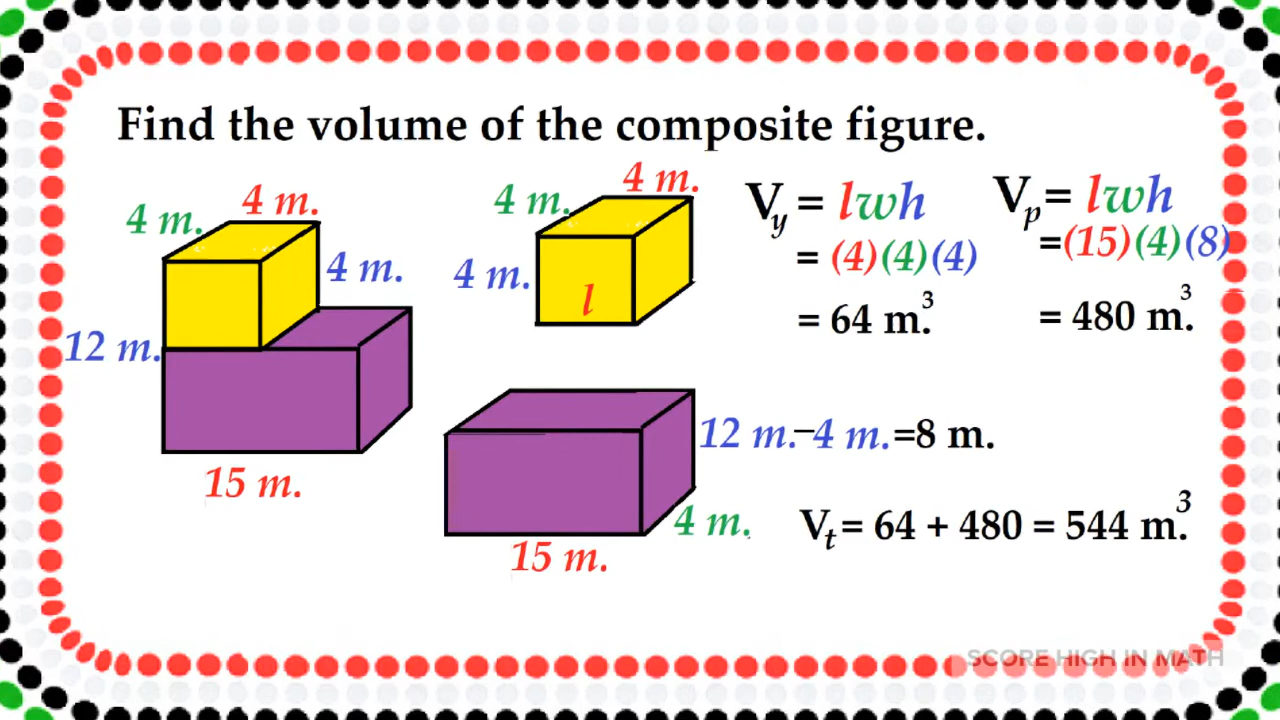 Find the volume of the composite figure.
4 m.
4 m.
4 m.
12 m.
15 m.
4 m.
4 m.
4 m.
l
12 m.–4 m.=8 m.
4 m.
15 m.
Vy = lwh
= (4)(4)(4)
= 64 m.³
Vp = lwh
=(15)(4)(8)
= 480 m.³
Vt = 64 + 480 = 544 m.³
SCORE HIGH IN MATH